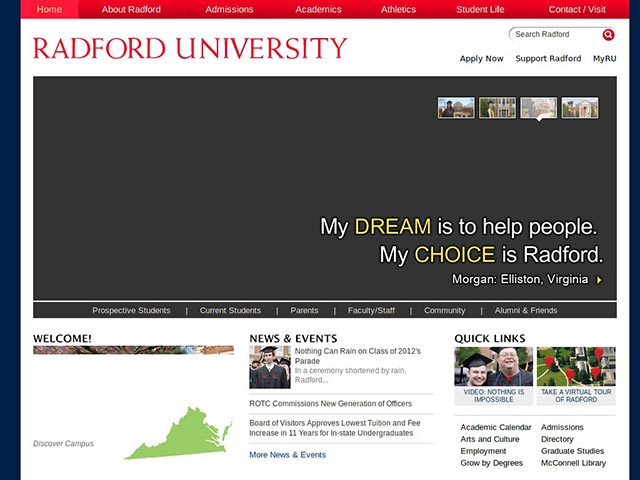 Home About Radford Admissions Academics Athletics Student Life Contact / Visit
RADFORD UNIVERSITY
Search Radford
Apply Now Support Radford MyRU
My DREAM is to help people.
My CHOICE is Radford.
Morgan: Elliston, Virginia
Prospective Students | Current Students | Parents | Faculty/Staff | Community | Alumni & Friends
WELCOME!
Discover Campus
NEWS & EVENTS
Nothing Can Rain on Class of 2012's
Parade
In a ceremony shortened by rain,
Radford...
ROTC Commissions New Generation of Officers
Board of Visitors Approves Lowest Tuition and Fee
Increase in 11 Years for In-state Undergraduates
More News & Events
QUICK LINKS
VIDEO: NOTHING IS
IMPOSSIBLE
TAKE A VIRTUAL TOUR
OF RADFORD
Academic Calendar Admissions
Arts and Culture Directory
Employment Graduate Studies
Grow by Degrees McConnell Library